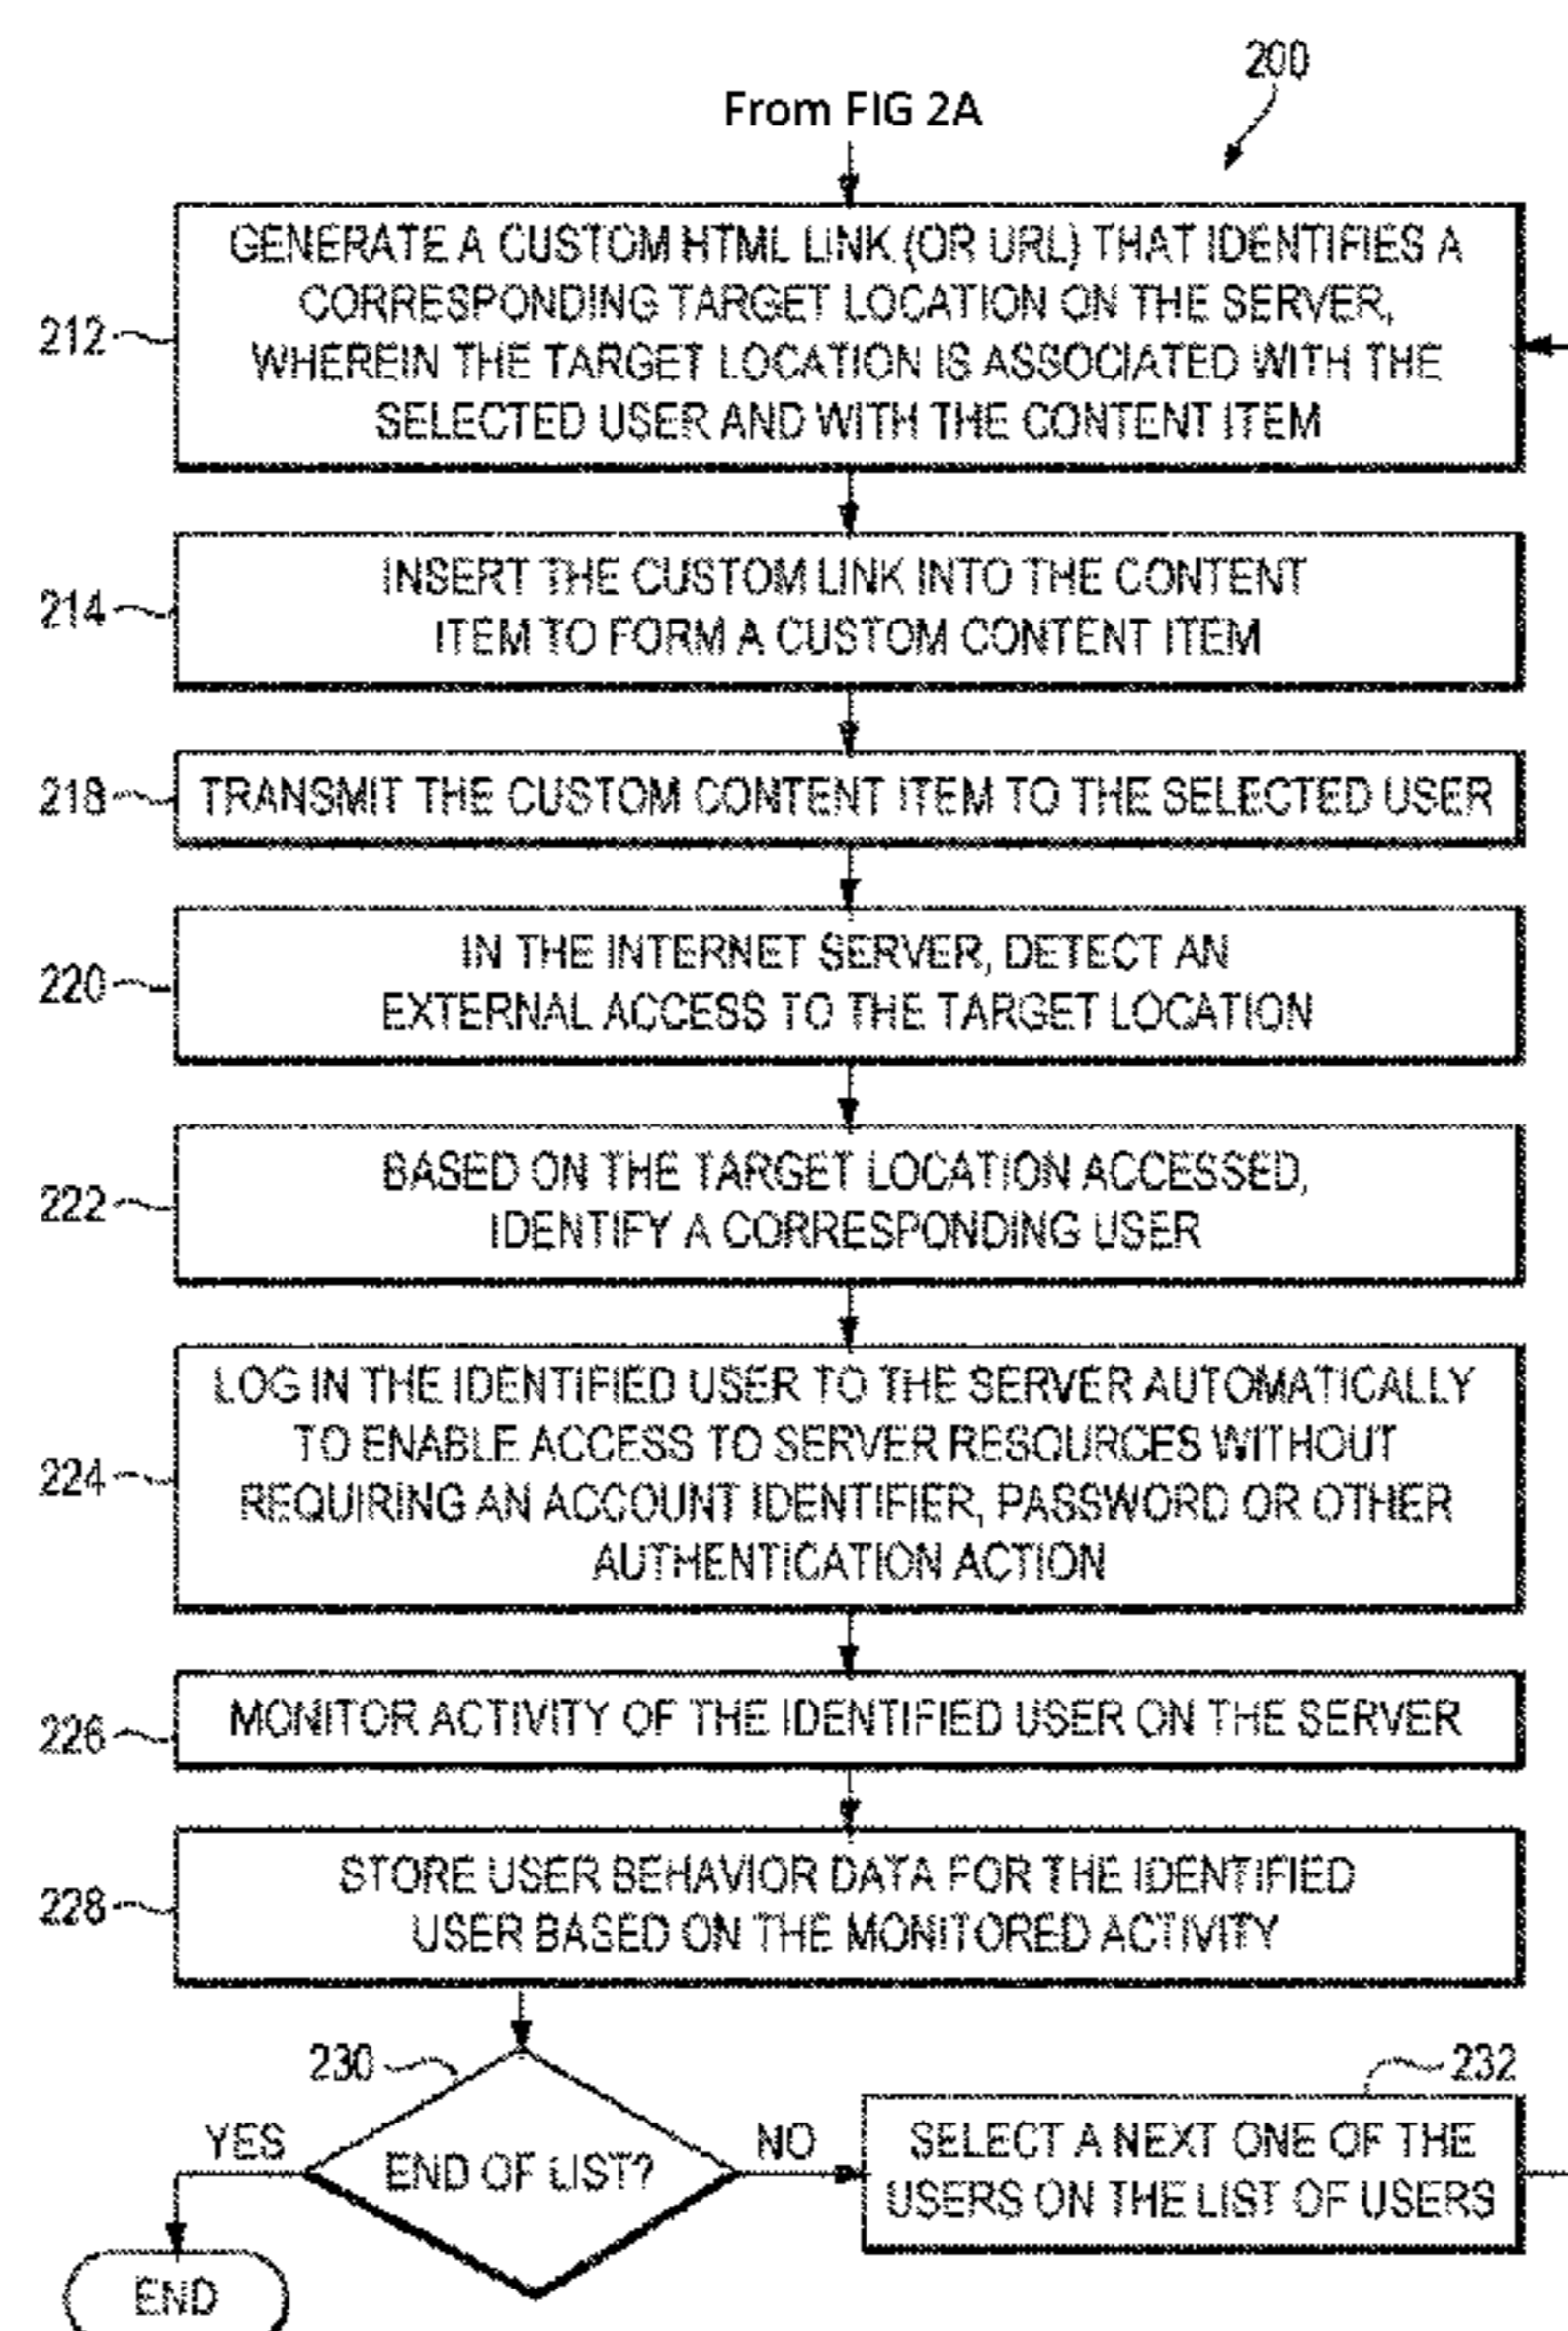 200
From FIG 2A
GENERATE A CUSTOM HTML LINK (OR URL) THAT IDENTIFIES A
CORRESPONDING TARGET LOCATION ON THE SERVER,
WHEREIN THE TARGET LOCATION IS ASSOCIATED WITH THE
SELECTED USER AND WITH THE CONTENT ITEM
212
INSERT THE CUSTOM LINK INTO THE CONTENT
ITEM TO FORM A CUSTOM CONTENT ITEM
214
TRANSMIT THE CUSTOM CONTENT ITEM TO THE SELECTED USER
218
IN THE INTERNET SERVER, DETECT AN
EXTERNAL ACCESS TO THE TARGET LOCATION
220
BASED ON THE TARGET LOCATION ACCESSED,
IDENTIFY A CORRESPONDING USER
222
LOG IN THE IDENTIFIED USER TO THE SERVER AUTOMATICALLY
TO ENABLE ACCESS TO SERVER RESOURCES WITHOUT
REQUIRING AN ACCOUNT IDENTIFIER, PASSWORD OR OTHER
AUTHENTICATION ACTION
224
MONITOR ACTIVITY OF THE IDENTIFIED USER ON THE SERVER
226
STORE USER BEHAVIOR DATA FOR THE IDENTIFIED
USER BASED ON THE MONITORED ACTIVITY
228
230
END OF LIST?
YES
NO
232
SELECT A NEXT ONE OF THE
USERS ON THE LIST OF USERS
END